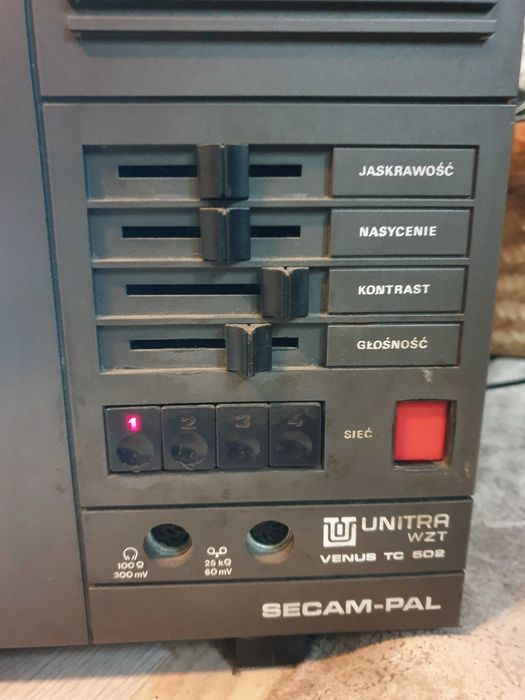 JASKRAWOŚĆ
NASYCENIE
KONTRAST
GŁOŚNOŚĆ
1 2 3 4
SIEĆ
100 Ω
300 mV
25 kΩ
60 mV
UNITRA
WZT
VENUS TC 502
SECAM-PAL